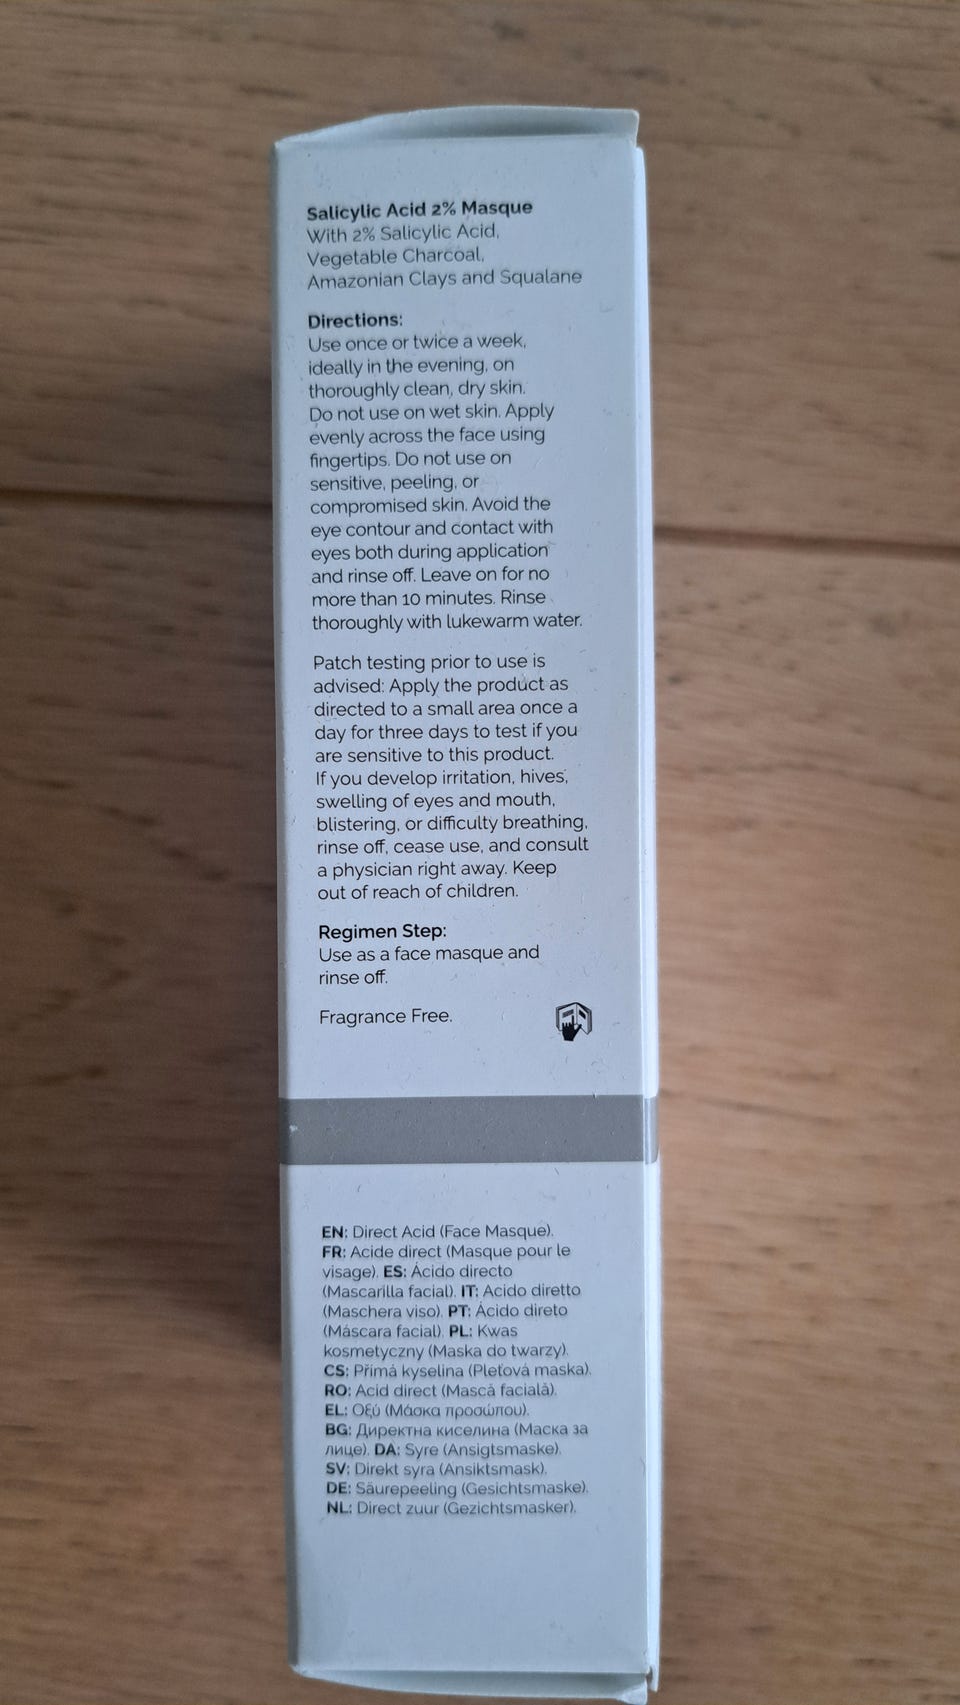 Salicylic Acid 2% Masque
With 2% Salicylic Acid,
Vegetable Charcoal,
Amazonian Clays and Squalane
Directions:
Use once or twice a week,
ideally in the evening, on
thoroughly clean, dry skin.
Do not use on wet skin. Apply
evenly across the face using
fingertips. Do not use on
sensitive, peeling, or
compromised skin. Avoid the
eye contour and contact with
eyes both during application
and rinse off. Leave on for no
more than 10 minutes. Rinse
thoroughly with lukewarm water.
Patch testing prior to use is
advised: Apply the product as
directed to a small area once a
day for three days to test if you
are sensitive to this product.
If you develop irritation, hives,
swelling of eyes and mouth,
blistering, or difficulty breathing,
rinse off, cease use, and consult
a physician right away. Keep
out of reach of children.
Regimen Step:
Use as a face masque and
rinse off.
Fragrance Free.
EN: Direct Acid (Face Masque).
FR: Acide direct (Masque pour le
visage). ES: Ácido directo
(Mascarilla facial). IT: Acido diretto
(Maschera viso). PT: Ácido direto
(Máscara facial). PL: Kwas
kosmetyczny (Maska do twarzy).
CS: Přímá kyselina (Pleťová maska).
RO: Acid direct (Mască facială).
EL: Οξύ (Μάσκα προσώπου).
BG: Директна киселина (Маска за
лице). DA: Syre (Ansigtsmaske).
SV: Direkt syra (Ansiktsmask).
DE: Säurepeeling (Gesichtsmaske).
NL: Direct zuur (Gezichtsmasker).